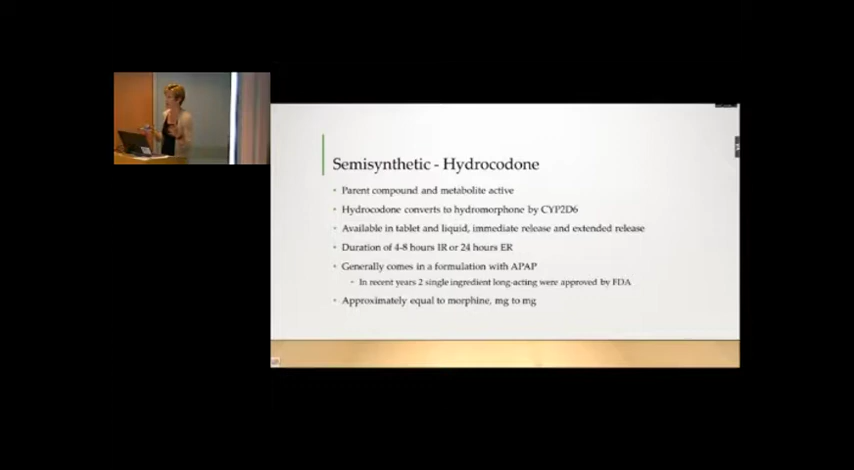 Semisynthetic - Hydrocodone
• Parent compound and metabolite active
• Hydrocodone converts to hydromorphone by CYP2D6
• Available in tablet and liquid, immediate release and extended release
• Duration of 4-8 hours IR or 24 hours ER
• Generally comes in a formulation with APAP
• In recent years 2 single ingredient long-acting were approved by FDA
• Approximately equal to morphine, mg to mg